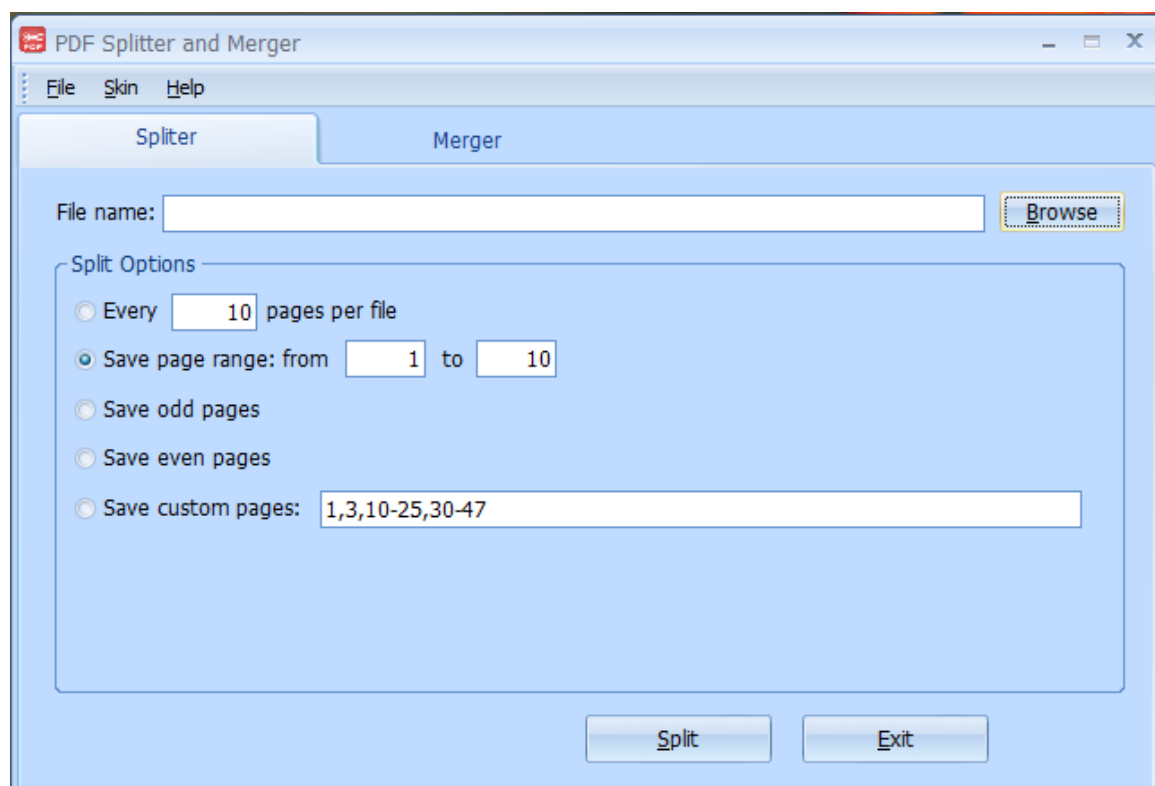 PDF Splitter and Merger
File Skin Help
Spliter Merger
File name: Browse
Split Options
Every 10 pages per file
Save page range: from 1 to 10
Save odd pages
Save even pages
Save custom pages: 1,3,10-25,30-47
Split Exit